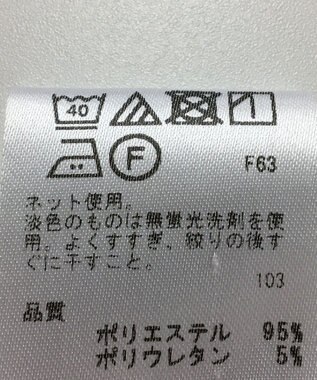 40
F F63
ネット使用。
淡色のものは無蛍光洗剤を使
用。よくすすぎ、絞りの後す
ぐに干すこと。
103
品質
ポリエステル 95%
ポリウレタン 5%